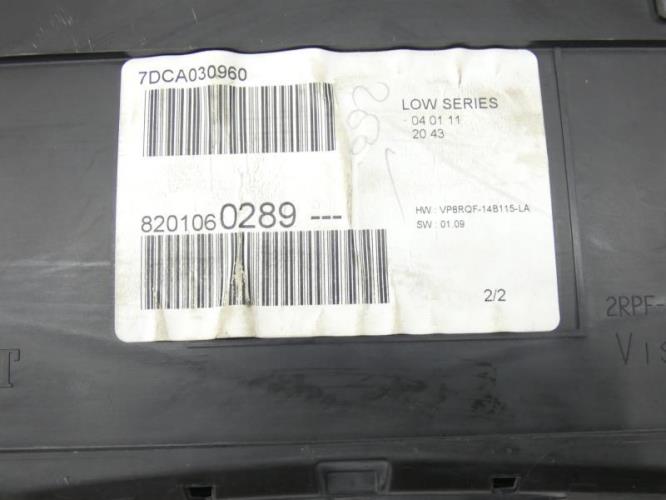 7DCA030960
LOW SERIES
- 04 01 11
20 43
8201060289 ---
HW : VP8RQF-14B115-LA
SW : 01.09
2/2
2RPF-
VIS